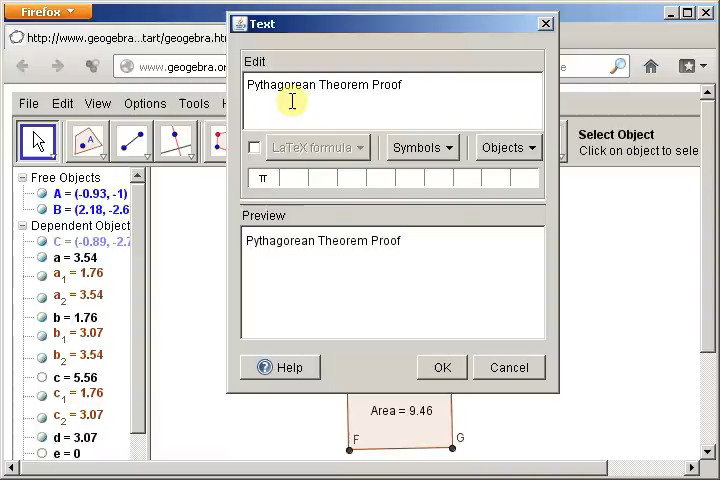 Firefox
http://www.geogebra...tart/geogebra.ht
www.geogebra.or
File Edit View Options Tools
Select Object
Click on object to sele
Free Objects
A = (-0.93, -1)
B = (2.18, -2.6
Dependent Object
C = (-0.89, -2.7
a = 3.54
a1 = 1.76
a2 = 3.54
b = 1.76
b1 = 3.07
b2 = 3.54
c = 5.56
c1 = 1.76
c2 = 3.07
d = 3.07
e = 0
Text
Edit
Pythagorean Theorem Proof
LaTeX formula Symbols Objects
π
Preview
Pythagorean Theorem Proof
Help OK Cancel
Area = 9.46
F G